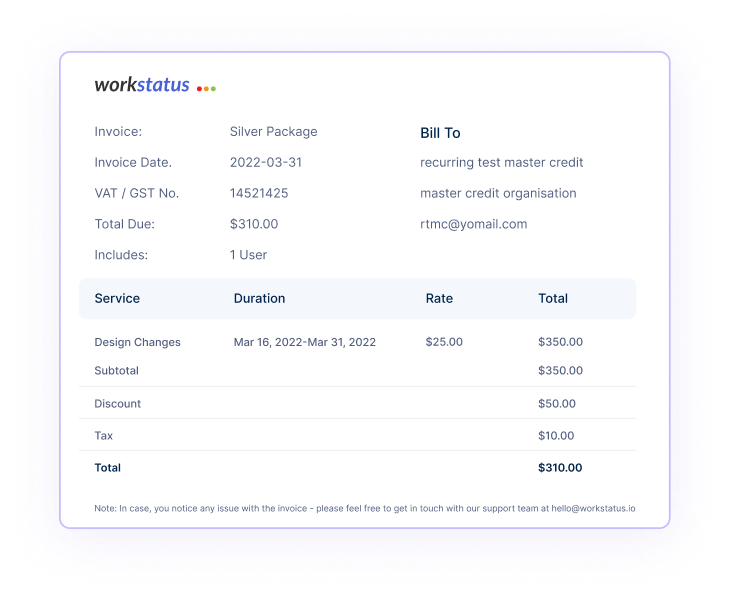 workstatus
Invoice: Silver Package
Bill To
Invoice Date. 2022-03-31
recurring test master credit
VAT / GST No. 14521425
master credit organisation
Total Due: $310.00
rtmc@yomail.com
Includes: 1 User
Service Duration Rate Total
Design Changes Mar 16, 2022-Mar 31, 2022 $25.00 $350.00
Subtotal $350.00
Discount $50.00
Tax $10.00
Total $310.00
Note: In case, you notice any issue with the invoice - please feel free to get in touch with our support team at hello@workstatus.io